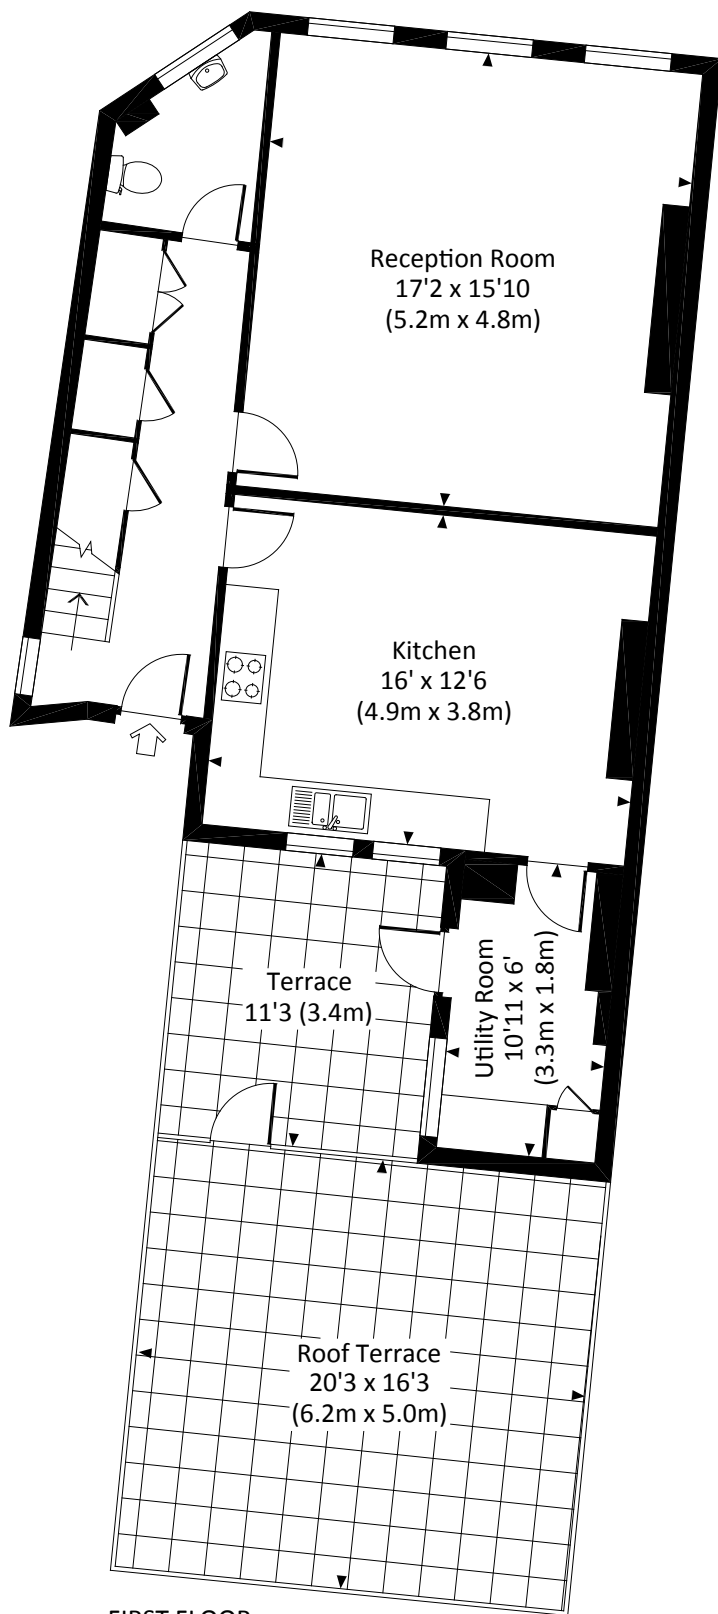 Reception Room
17'2 x 15'10
(5.2m x 4.8m)
Kitchen
16' x 12'6
(4.9m x 3.8m)
Terrace
11'3 (3.4m)
Utility Room
10'11 x 6'
(3.3m x 1.8m)
Roof Terrace
20'3 x 16'3
(6.2m x 5.0m)
FIRST FLOOR